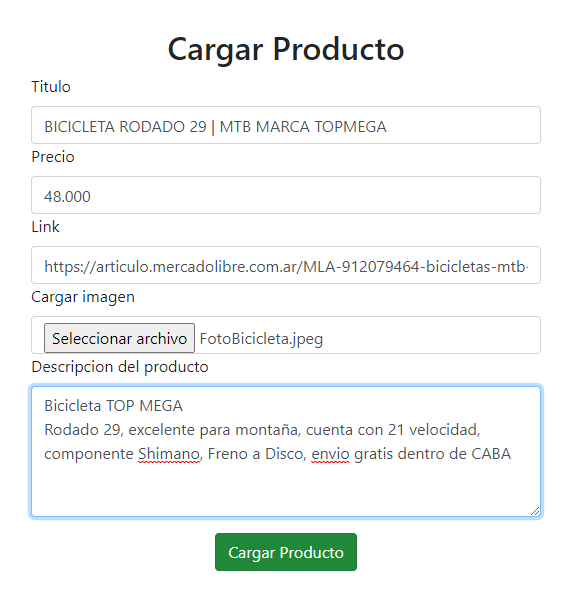 Cargar Producto
Titulo
BICICLETA RODADO 29 | MTB MARCA TOPMEGA
Precio
48.000
Link
https://articulo.mercadolibre.com.ar/MLA-912079464-bicicletas-mtb-
Cargar imagen
Seleccionar archivo FotoBicicleta.jpeg
Descripcion del producto
Bicicleta TOP MEGA
Rodado 29, excelente para montaña, cuenta con 21 velocidad,
componente Shimano, Freno a Disco, envio gratis dentro de CABA
Cargar Producto